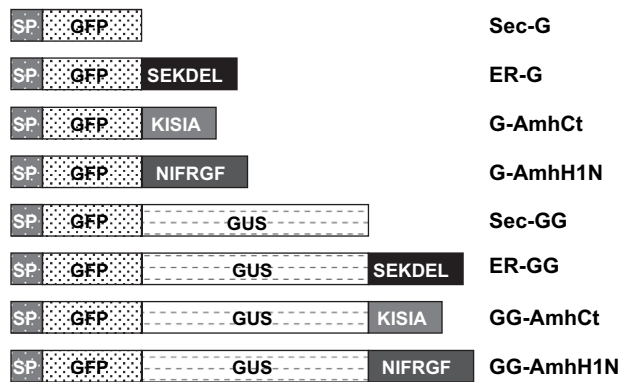 SP GFP Sec-G
SP GFP SEKDEL ER-G
SP GFP KISIA G-AmhCt
SP GFP NIFRGF G-AmhH1N
SP GFP GUS Sec-GG
SP GFP GUS SEKDEL ER-GG
SP GFP GUS KISIA GG-AmhCt
SP GFP GUS NIFRGF GG-AmhH1N